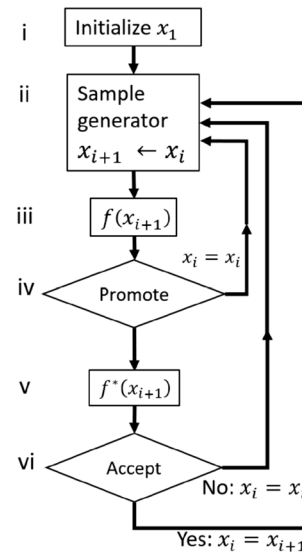 i
Initialize x₁
ii
Sample
generator
xᵢ₊₁ ← xᵢ
iii
f(xᵢ₊₁)
xᵢ = xᵢ
iv
Promote
v
f*(xᵢ₊₁)
vi
Accept
No: xᵢ = x
Yes: xᵢ = xᵢ₊₁